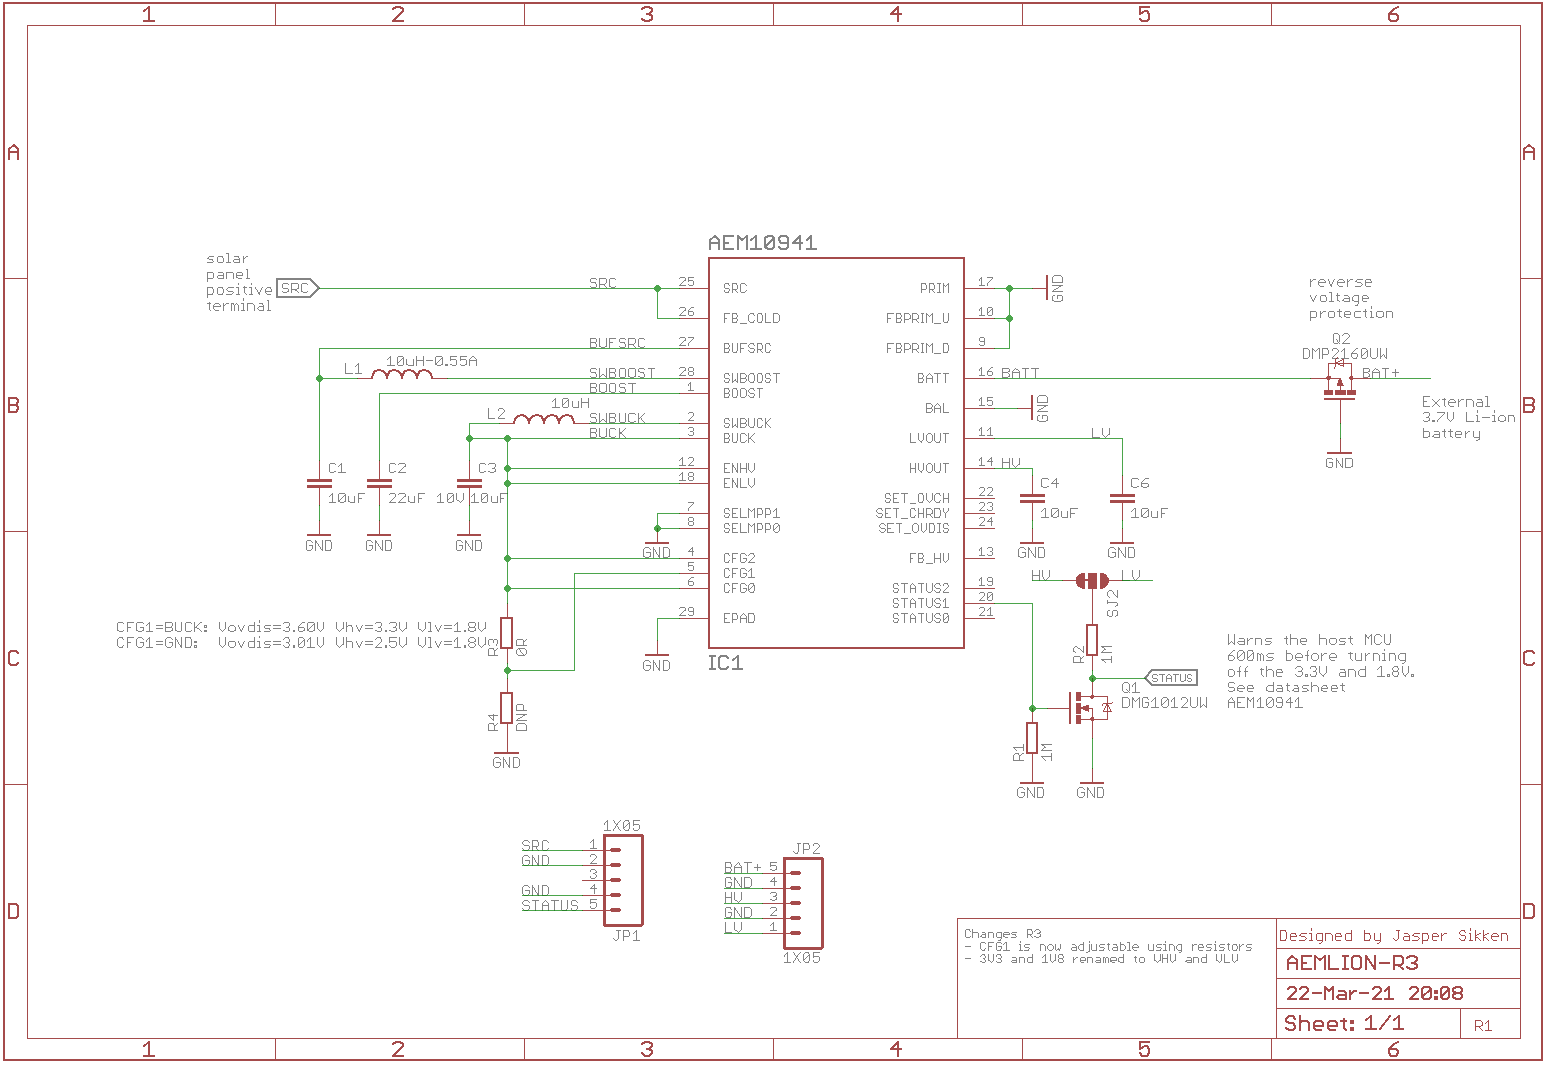 1 2 3 4 5 6
A A
AEM10941
solar
panel
positive
terminal
SRC
SRC 25 SRC
26 FB_COLD
BUFSRC 27 BUFSRC
L1 10uH-0.55A
SWBOOST 28 SWBOOST
BOOST 1 BOOST
L2 10uH
SWBUCK 2 SWBUCK
BUCK 3 BUCK
12 ENHV
18 ENLV
7 SELMPP1
8 SELMPP0
GND
4 CFG2
5 CFG1
6 CFG0
29 EPAD
GND
PRIM 17 GND
FBPRIM_U 10
FBPRIM_D 9
BATT 16 BATT
BAL 15 GND
LVOUT 11 LV
HVOUT 14 HV
SET_OVCH 22
SET_CHRDY 23
SET_OVDIS 24
FB_HV 13
STATUS2 19
STATUS1 20
STATUS0 21
IC1
reverse
voltage
protection
Q2
DMP2160UW
BAT+
GND
External
3.7V Li-ion
battery
B B
C1
10uF
GND
C2
22uF
GND
C3
10V 10uF
GND
C4
10uF
GND
C6
10uF
GND
HV LV
SJ2
R2
1M
STATUS
Q1
DMG1012UW
R1
1M
GND
GND
Warns the host MCU
600ms before turning
off the 3.3V and 1.8V.
See datasheet
AEM10941
C C
CFG1=BUCK: Vovdis=3.60V Vhv=3.3V Vlv=1.8V
CFG1=GND: Vovdis=3.01V Vhv=2.5V Vlv=1.8V
R3
0R
R4
DNP
GND
1X05
SRC 1
GND 2
3
GND 4
STATUS 5
JP1
JP2
BAT+ 5
GND 4
HV 3
GND 2
LV 1
1X05
D D
Changes R3
- CFG1 is now adjustable using resistors
- 3V3 and 1V8 renamed to VHV and VLV
Designed by Jasper Sikken
AEMLION-R3
22-Mar-21 20:08
Sheet: 1/1
R1
1 2 3 4 5 6